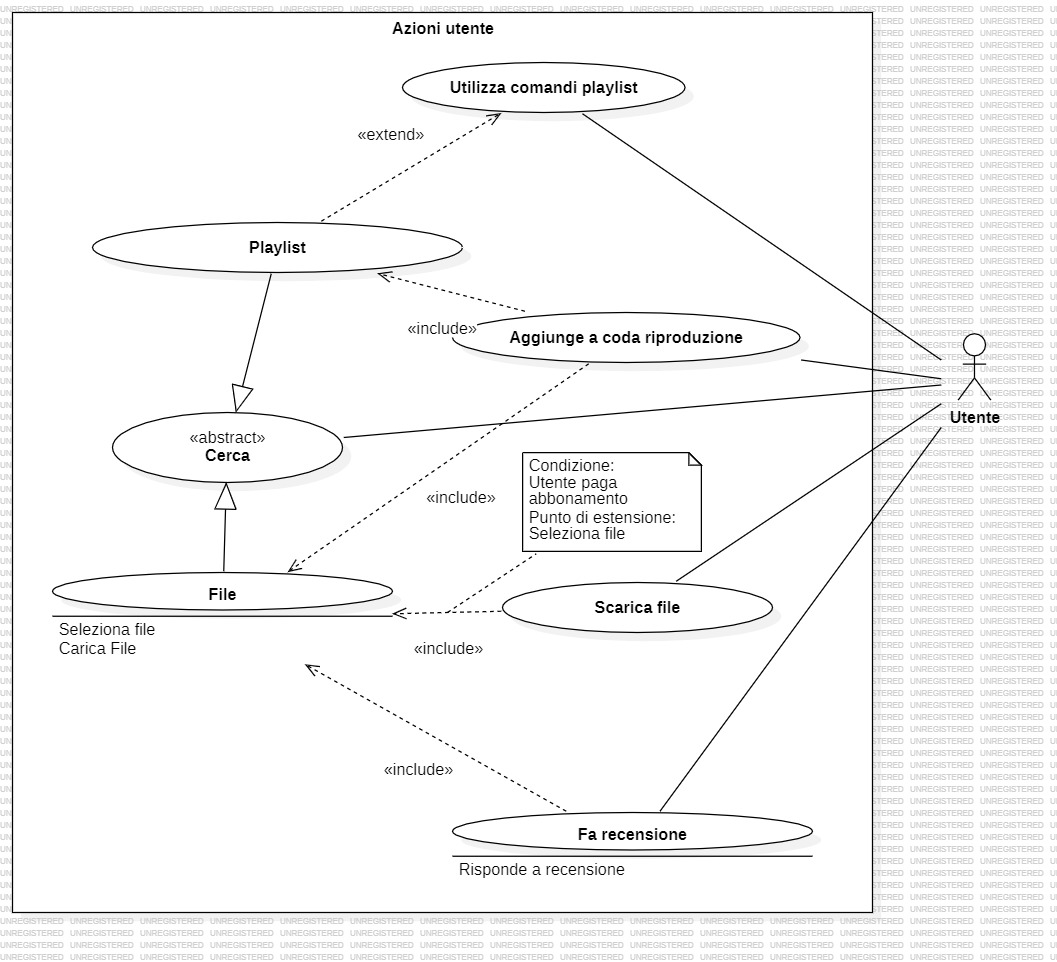 Azioni utente
Utilizza comandi playlist
«extend»
Playlist
«include»
Aggiunge a coda riproduzione
Utente
«abstract»
Cerca
Condizione:
Utente paga
abbonamento
Punto di estensione:
Seleziona file
«include»
File
Seleziona file
Carica File
Scarica file
«include»
«include»
Fa recensione
Risponde a recensione
UNREGISTERED